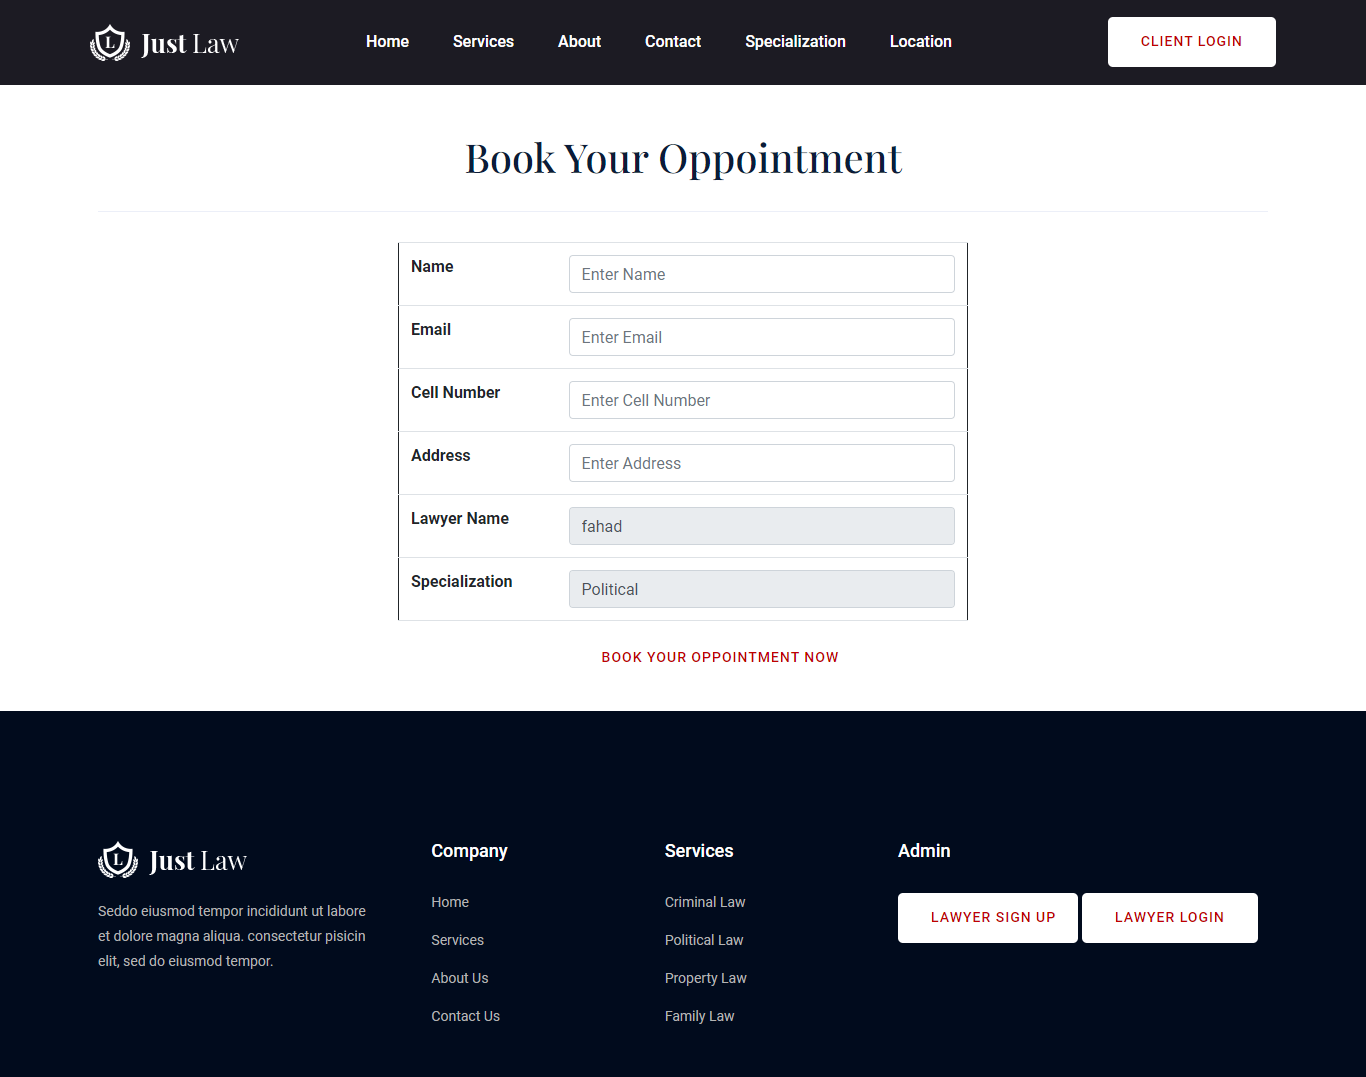 L Just Law
Home Services About Contact Specialization Location
CLIENT LOGIN
Book Your Oppointment
Name Enter Name
Email Enter Email
Cell Number Enter Cell Number
Address Enter Address
Lawyer Name fahad
Specialization Political
BOOK YOUR OPPOINTMENT NOW
L Just Law
Seddo eiusmod tempor incididunt ut labore
et dolore magna aliqua. consectetur pisicin
elit, sed do eiusmod tempor.
Company
Home
Services
About Us
Contact Us
Services
Criminal Law
Political Law
Property Law
Family Law
Admin
LAWYER SIGN UP LAWYER LOGIN